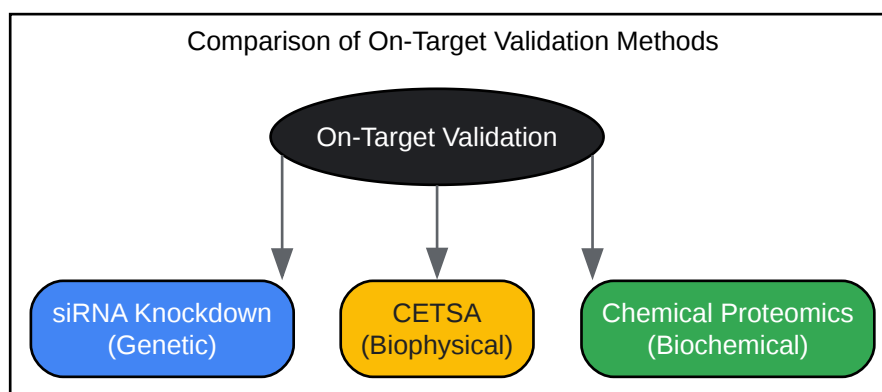 Comparison of On-Target Validation Methods
On-Target Validation
siRNA Knockdown
(Genetic)
CETSA
(Biophysical)
Chemical Proteomics
(Biochemical)